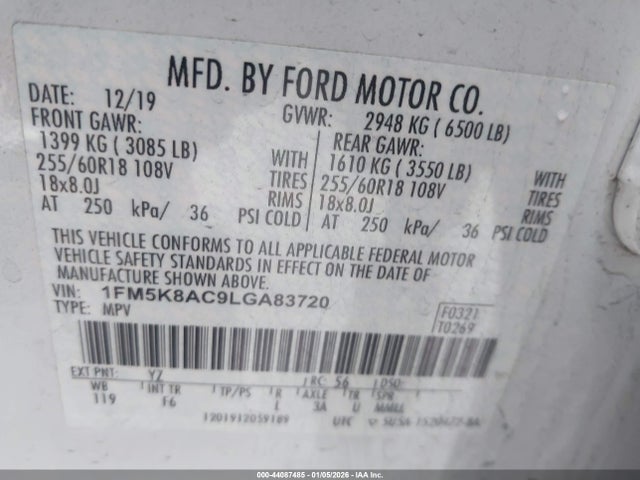 MFD. BY FORD MOTOR CO.
DATE: 12/19 GVWR: 2948 KG ( 6500 LB)
FRONT GAWR: REAR GAWR:
1399 KG ( 3085 LB) WITH 1610 KG ( 3550 LB) WITH
255/60R18 108V TIRES 255/60R18 108V TIRES
18x8.0J RIMS 18x8.0J RIMS
AT 250 kPa/ 36 PSI COLD AT 250 kPa/ 36 PSI COLD
THIS VEHICLE CONFORMS TO ALL APPLICABLE FEDERAL MOTOR
VEHICLE SAFETY STANDARDS IN EFFECT ON THE DATE OF
MANUFACTURE SHOWN ABOVE.
VIN: 1FM5K8AC9LGA83720 F0321
TYPE: MPV T0269
EXT PNT: YZ RC: 56 DSO:
WB INT TR TP/PS R AXLE TR SPR
119 F6 L 3A U
1201912059189 UTC
000-44087485 - 01/05/2026 - IAAI.COM